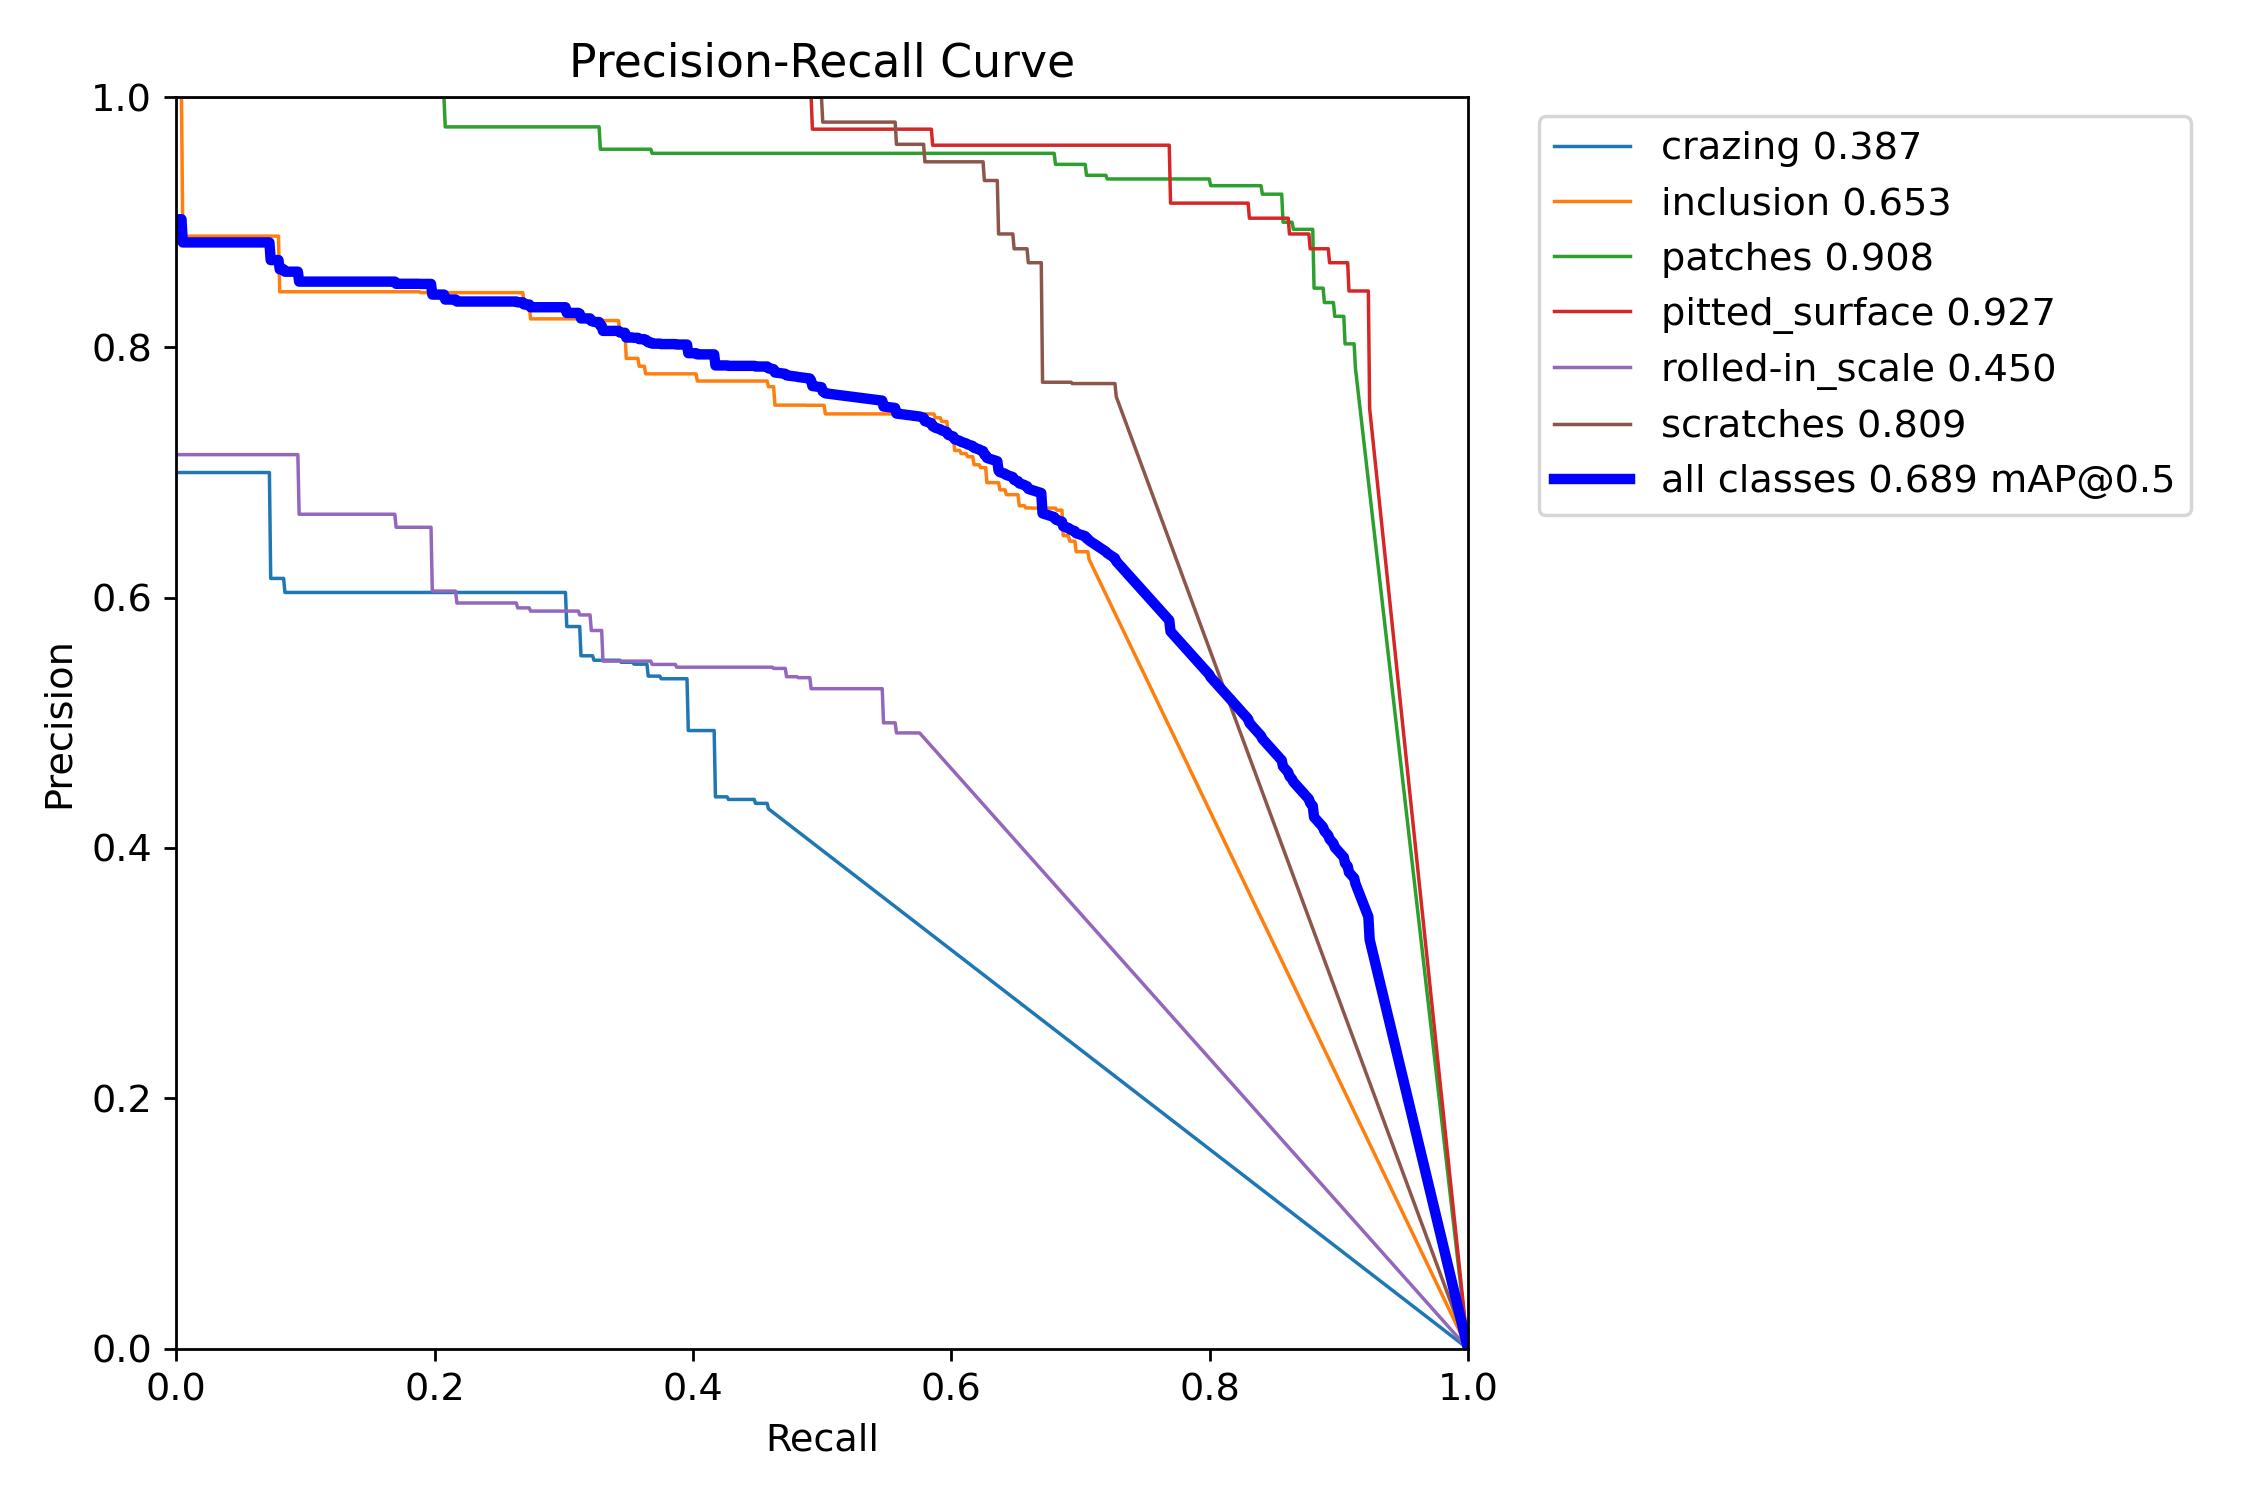 Precision-Recall Curve
1.0
0.8
0.6
0.4
0.2
0.0
Precision
0.0 0.2 0.4 0.6 0.8 1.0
Recall
crazing 0.387
inclusion 0.653
patches 0.908
pitted_surface 0.927
rolled-in_scale 0.450
scratches 0.809
all classes 0.689 mAP@0.5